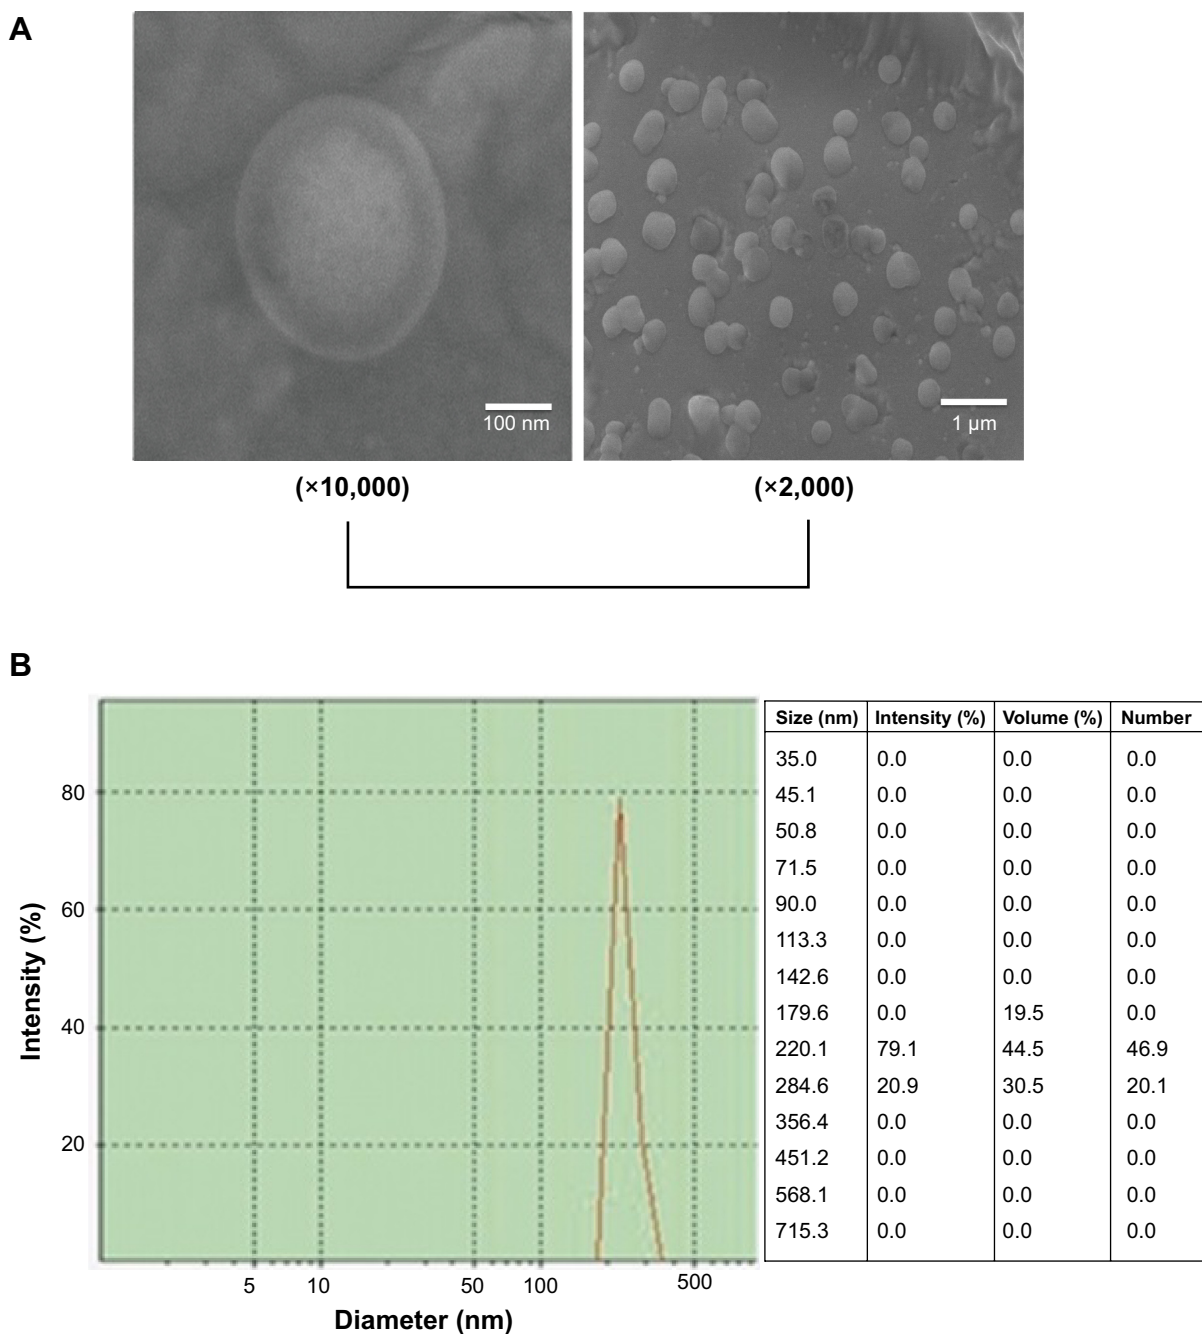 A
100 nm
1 µm
(×10,000)
(×2,000)
B
Intensity (%)
80
60
40
20
5
10
50
100
500
Diameter (nm)
Size (nm) Intensity (%) Volume (%) Number
35.0 0.0 0.0 0.0
45.1 0.0 0.0 0.0
50.8 0.0 0.0 0.0
71.5 0.0 0.0 0.0
90.0 0.0 0.0 0.0
113.3 0.0 0.0 0.0
142.6 0.0 0.0 0.0
179.6 0.0 19.5 0.0
220.1 79.1 44.5 46.9
284.6 20.9 30.5 20.1
356.4 0.0 0.0 0.0
451.2 0.0 0.0 0.0
568.1 0.0 0.0 0.0
715.3 0.0 0.0 0.0